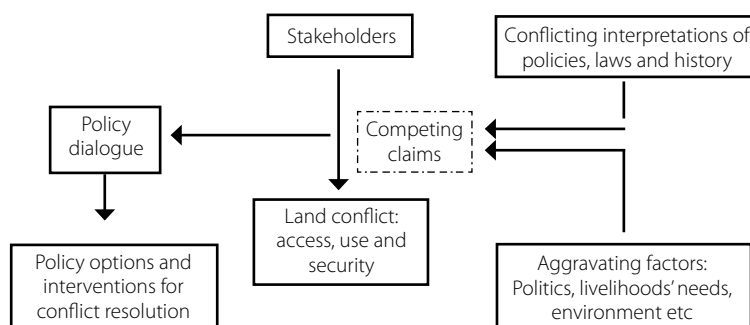 Stakeholders
Conflicting interpretations of
policies, laws and history
Policy
dialogue
Competing
claims
Land conflict:
access, use and
security
Policy options and
interventions for
conflict resolution
Aggravating factors:
Politics, livelihoods’ needs,
environment etc